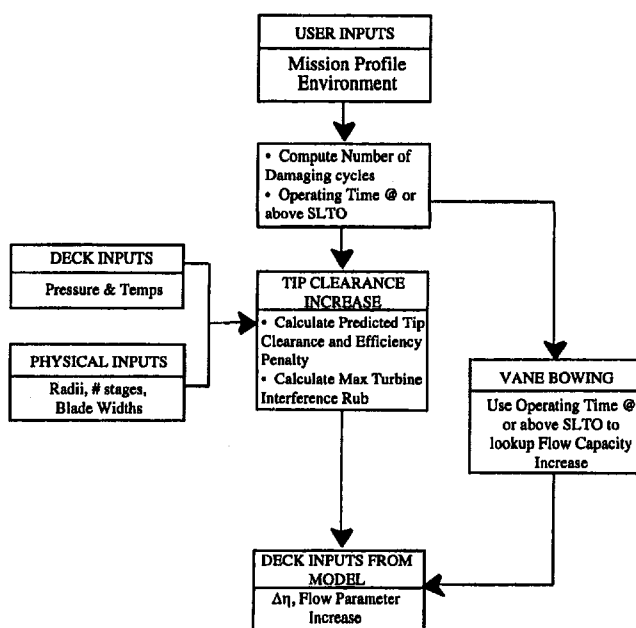 USER INPUTS
Mission Profile
Environment
• Compute Number of
Damaging cycles
• Operating Time @ or
above SLTO
DECK INPUTS
Pressure & Temps
PHYSICAL INPUTS
Radii, # stages,
Blade Widths
TIP CLEARANCE
INCREASE
• Calculate Predicted Tip
Clearance and Efficiency
Penalty
• Calculate Max Turbine
Interference Rub
VANE BOWING
Use Operating Time @
or above SLTO to
lookup Flow Capacity
Increase
DECK INPUTS FROM
MODEL
Δη, Flow Parameter
Increase